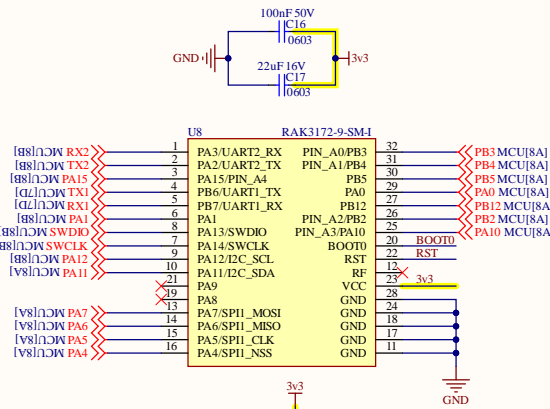 100nF 50V
C16
0603
GND
3v3
22uF 16V
C17
0603
U8 RAK3172-9-SM-I
MCU[8B] RX2 1 PA3/UART2_RX PIN_A0/PB3 32 PB3 MCU[8A]
MCU[8B] TX2 2 PA2/UART2_TX PIN_A1/PB4 31 PB4 MCU[8A]
MCU[8B] PA15 3 PA15/PIN_A4 PB5 30 PB5 MCU[8A]
MCU[7D] TX1 4 PB6/UART1_TX PA0 29 PA0 MCU[8A]
MCU[7D] RX1 5 PB7/UART1_RX PB12 27 PB12 MCU[8A]
MCU[8B] PA1 6 PA1 PIN_A2/PB2 26 PB2 MCU[8A]
MCU[8B] SWDIO 8 PA13/SWDIO PIN_A3/PA10 25 PA10 MCU[8A]
MCU[8B] SWCLK 7 PA14/SWCLK BOOT0 20 BOOT0
MCU[8B] PA12 9 PA12/I2C_SCL RST 22 RST
MCU[8A] PA11 10 PA11/I2C_SDA RF 12
21 PA9 VCC 23 3v3
19 PA8 GND 28
MCU[8A] PA7 13 PA7/SPI1_MOSI GND 24
MCU[8A] PA6 14 PA6/SPI1_MISO GND 18
MCU[8A] PA5 15 PA5/SPI1_CLK GND 17
MCU[8A] PA4 16 PA4/SPI1_NSS GND 11
3v3
GND